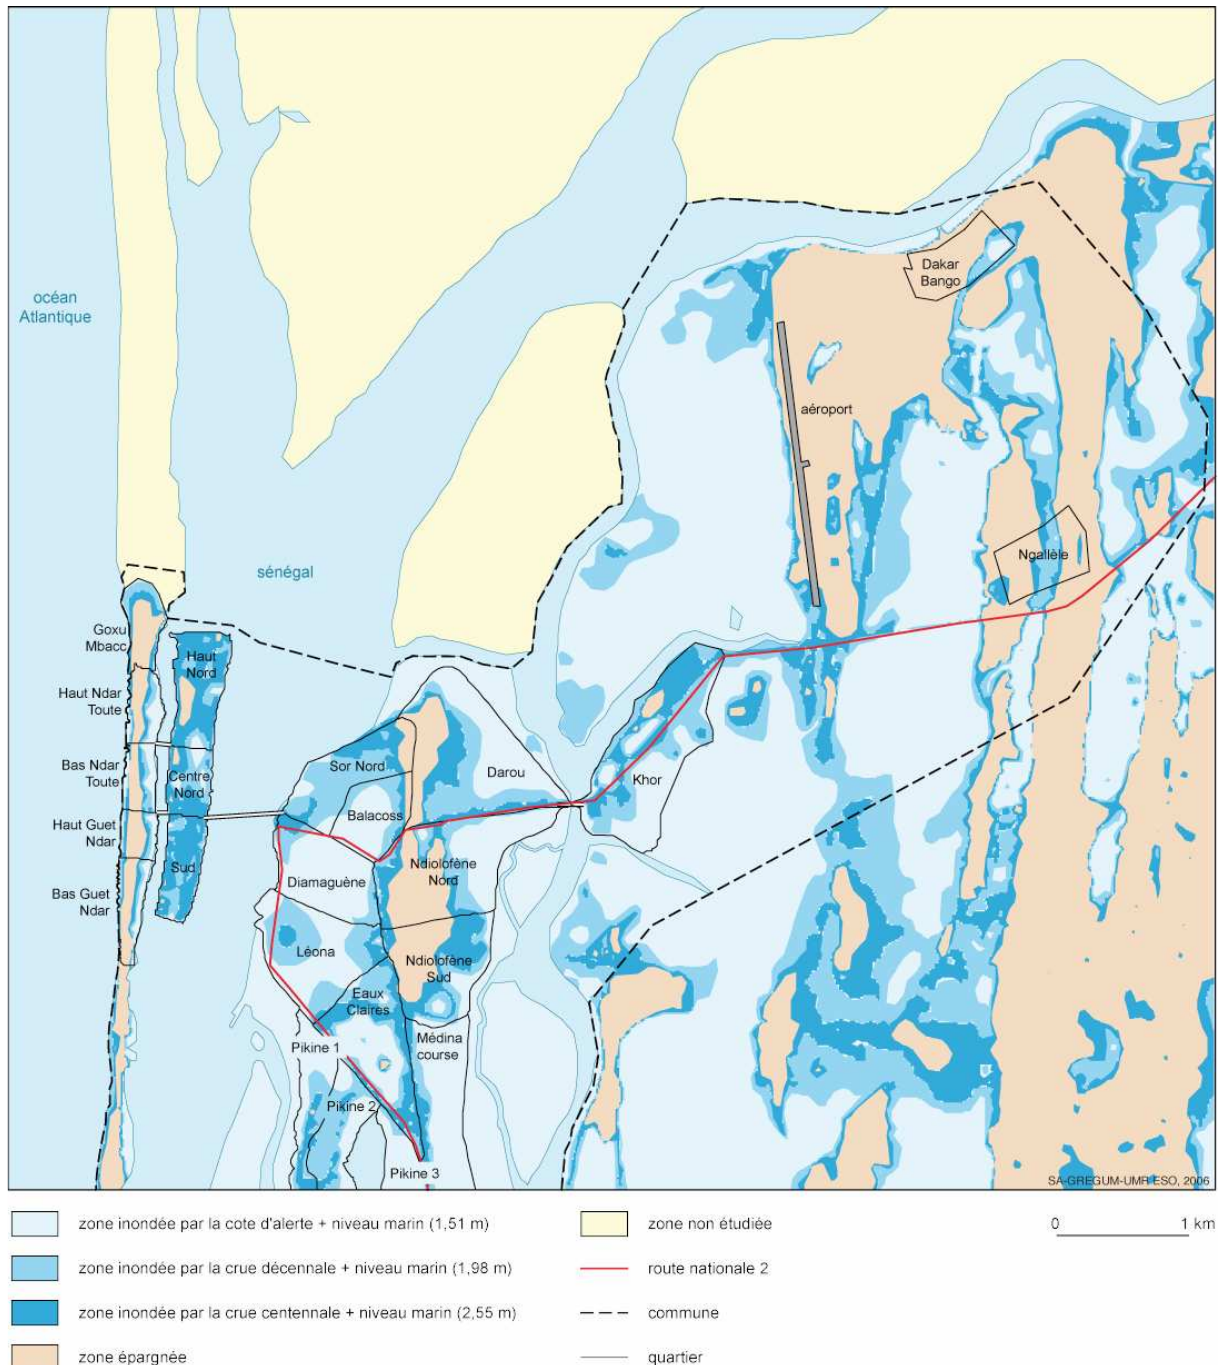 océan
Atlantique
sénégal
Dakar
Bango
aéroport
Ngallèle
Goxu
Mbacc
Haut
Nord
Haut Ndar
Toute
Bas Ndar
Toute
Centre
Nord
Sor Nord
Darou
Khor
Balacoss
Haut Guet
Ndar
Sud
Diamaguène
Ndiolofène
Nord
Bas Guet
Ndar
Léona
Ndiolofène
Sud
Eaux
Claires
Médina
course
Pikine 1
Pikine 2
Pikine 3
SA-GREGUM-UMR ESO, 2006
zone inondée par la cote d'alerte + niveau marin (1,51 m)
zone inondée par la crue décennale + niveau marin (1,98 m)
zone inondée par la crue centennale + niveau marin (2,55 m)
zone épargnée
zone non étudiée
route nationale 2
commune
quartier
0 1 km